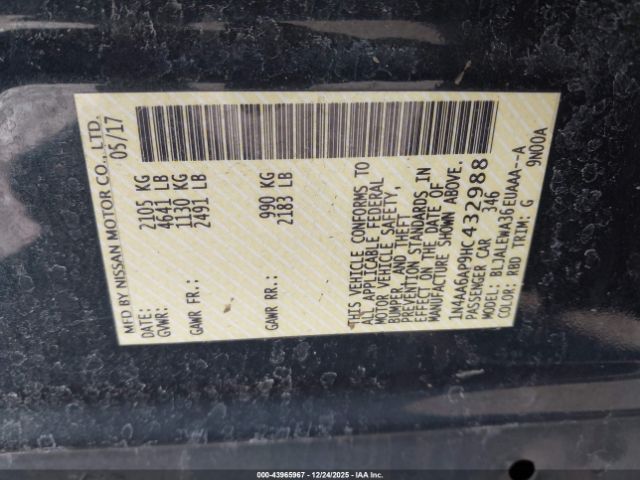 MFD BY NISSAN MOTOR CO., LTD.
DATE: 05/17
GVWR: 2105 KG
4641 LB
GAWR FR.: 1130 KG
2491 LB
GAWR RR.: 990 KG
2183 LB
THIS VEHICLE CONFORMS TO
ALL APPLICABLE FEDERAL
MOTOR VEHICLE SAFETY,
BUMPER, AND THEFT
PREVENTION STANDARDS IN
EFFECT ON THE DATE OF
MANUFACTURE SHOWN ABOVE.
1N4AA6AP9HC432988
PASSENGER CAR 346
MODEL: BLJALEWA36EUAAA--A
COLOR: RBD TRIM: G 9N00A
000-43965967 - 12/24/2025 - IAA Inc.